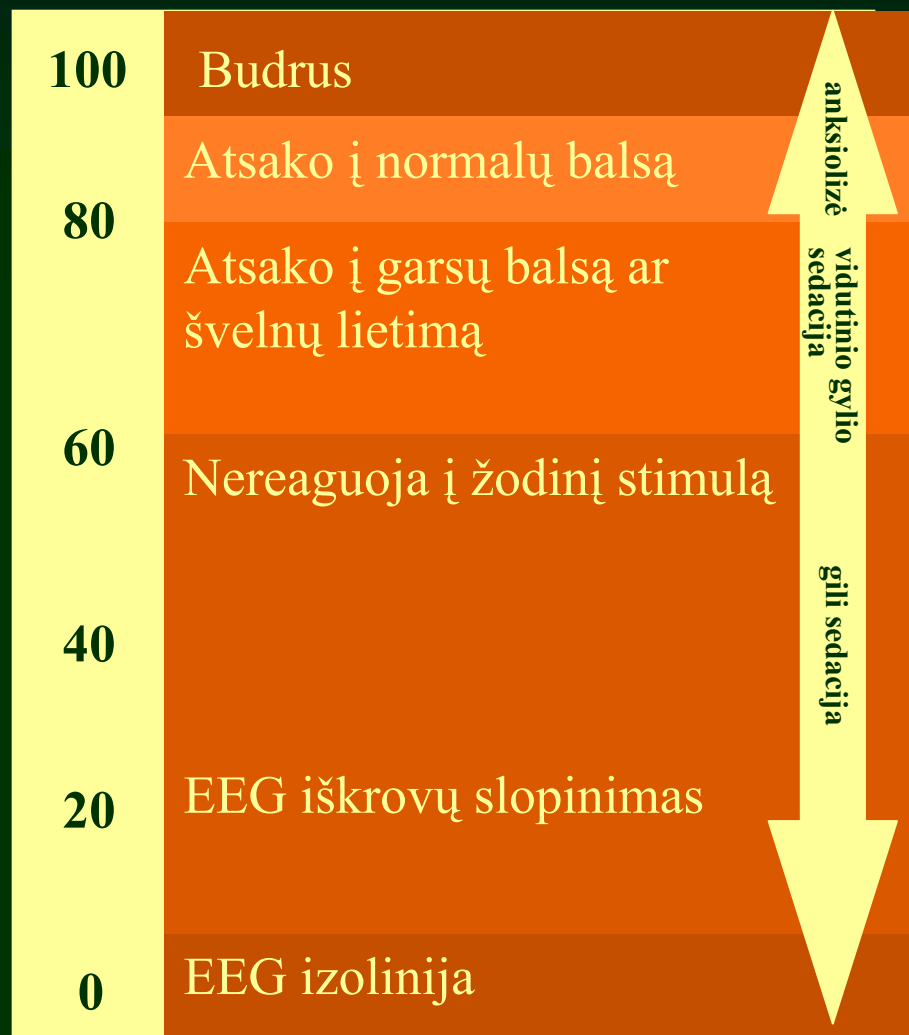 100
Budrus
Atsako į normalų balsą
80
Atsako į garsų balsą ar
švelnų lietimą
60
Nereaguoja į žodinį stimulą
40
20
EEG iškrovų slopinimas
0
EEG izolinija
anksiolizė
vidutinio gylio
sedacija
gili sedacija